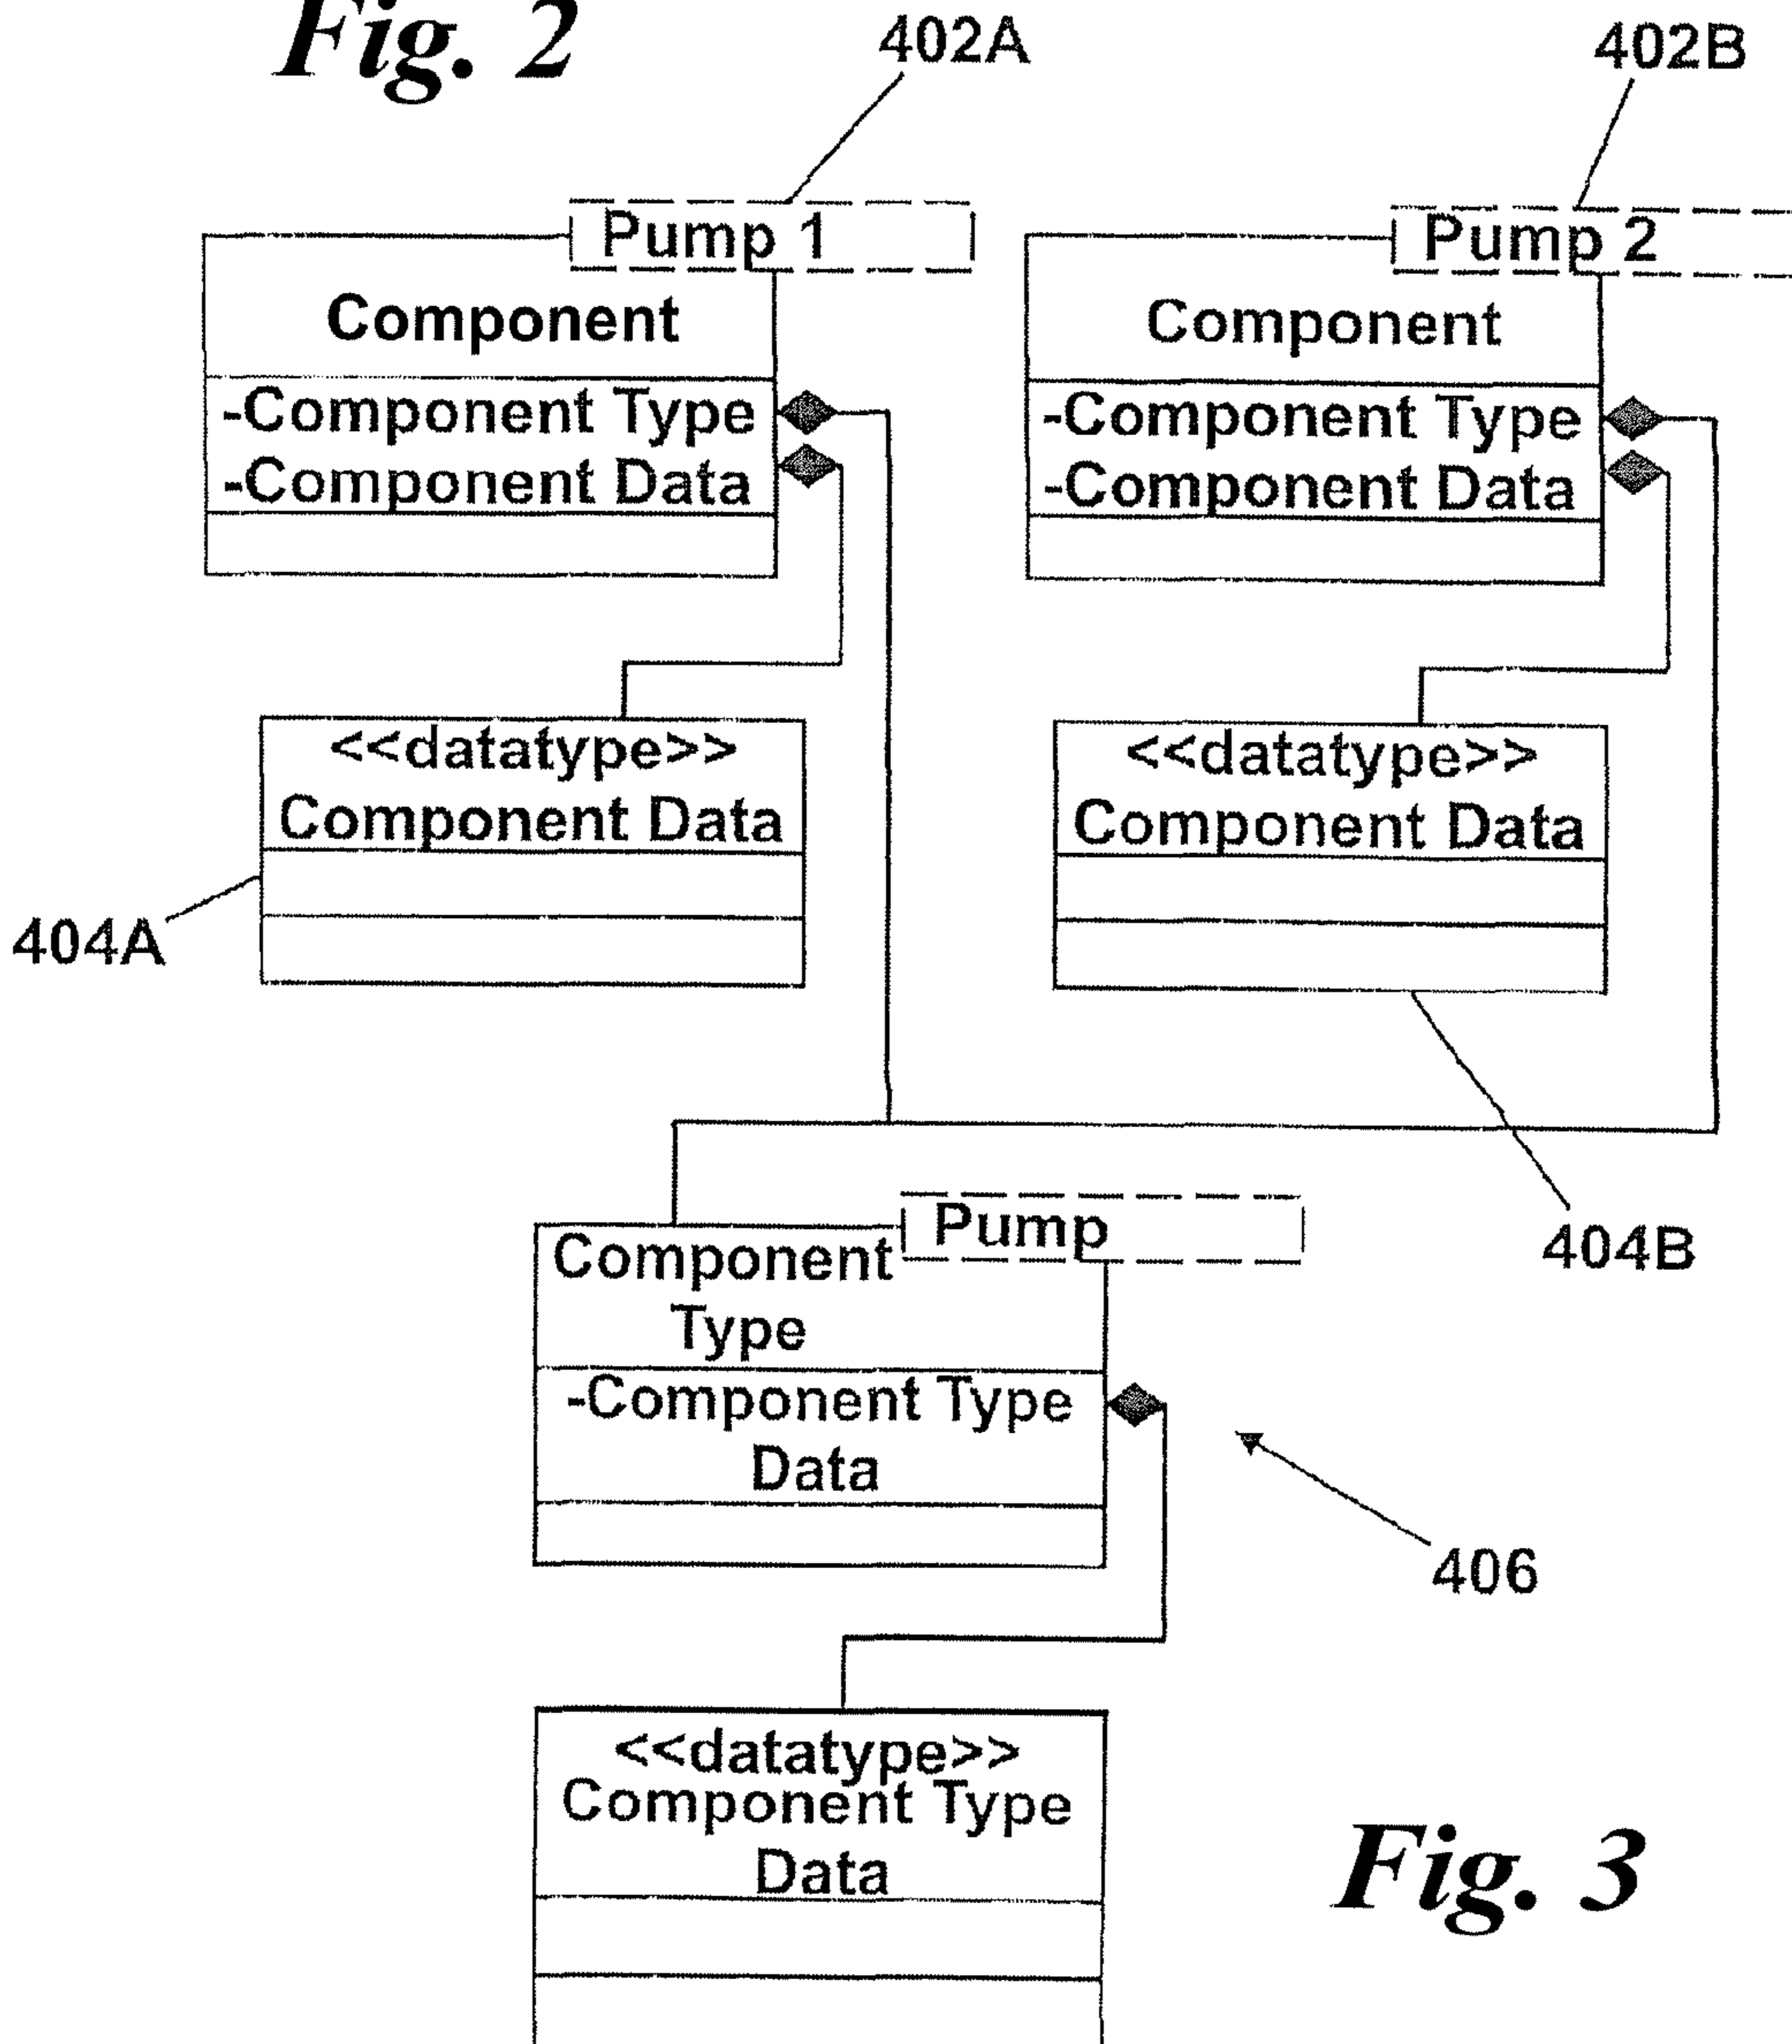 Fig. 2
402A
402B
Pump 1
Pump 2
Component
Component
-Component Type
-Component Data
-Component Type
-Component Data
<<datatype>>
Component Data
<<datatype>>
Component Data
404A
404B
Pump
Component
Type
-Component Type
Data
406
<<datatype>>
Component Type
Data
Fig. 3